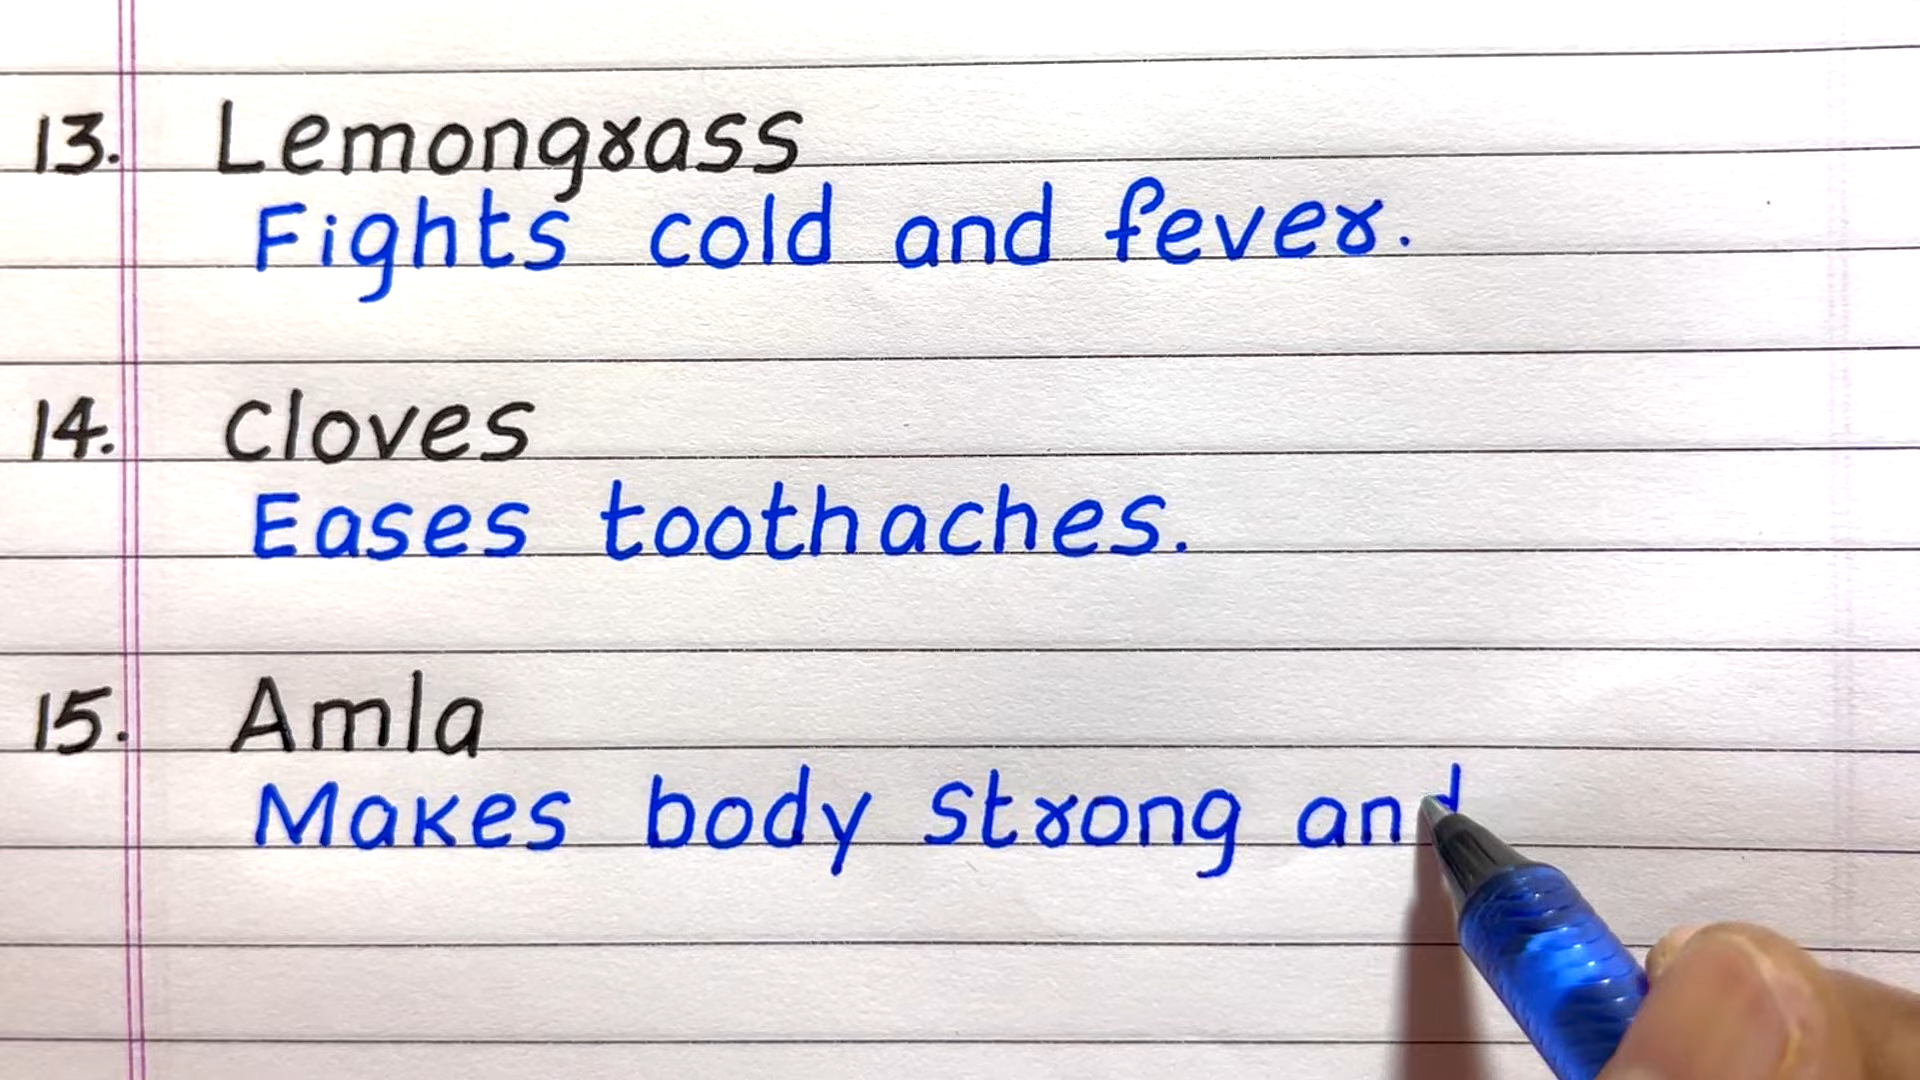 13. Lemongrass
Fights cold and fever.
14. Cloves
Eases toothaches.
15. Amla
Makes body strong and